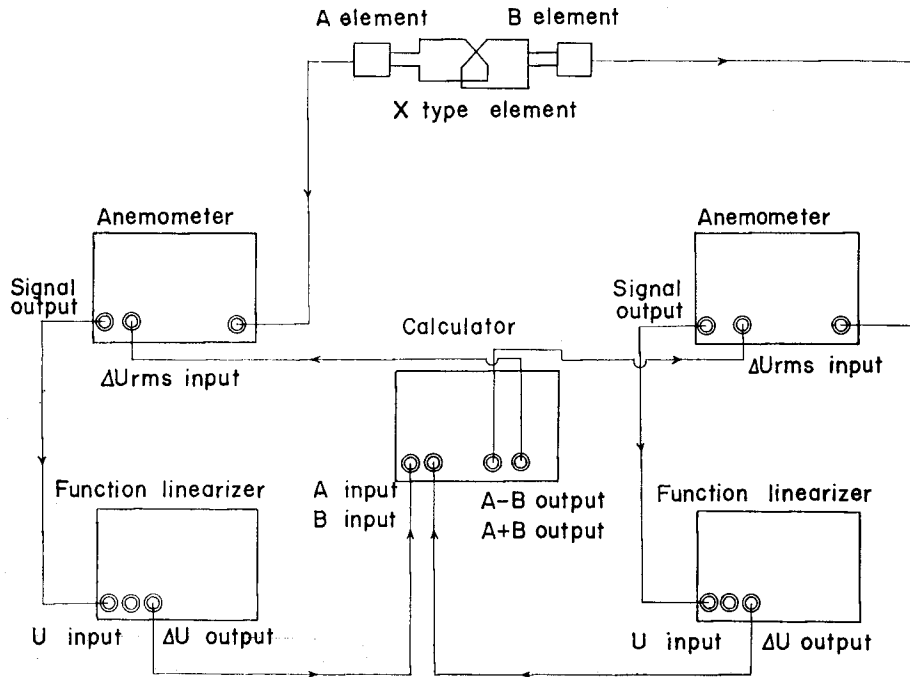 A element
B element
X type element
Anemometer
Anemometer
Signal
output
Signal
output
Calculator
ΔUrms input
ΔUrms input
Function linearizer
A input
B input
A-B output
A+B output
Function linearizer
U input
ΔU output
U input
ΔU output